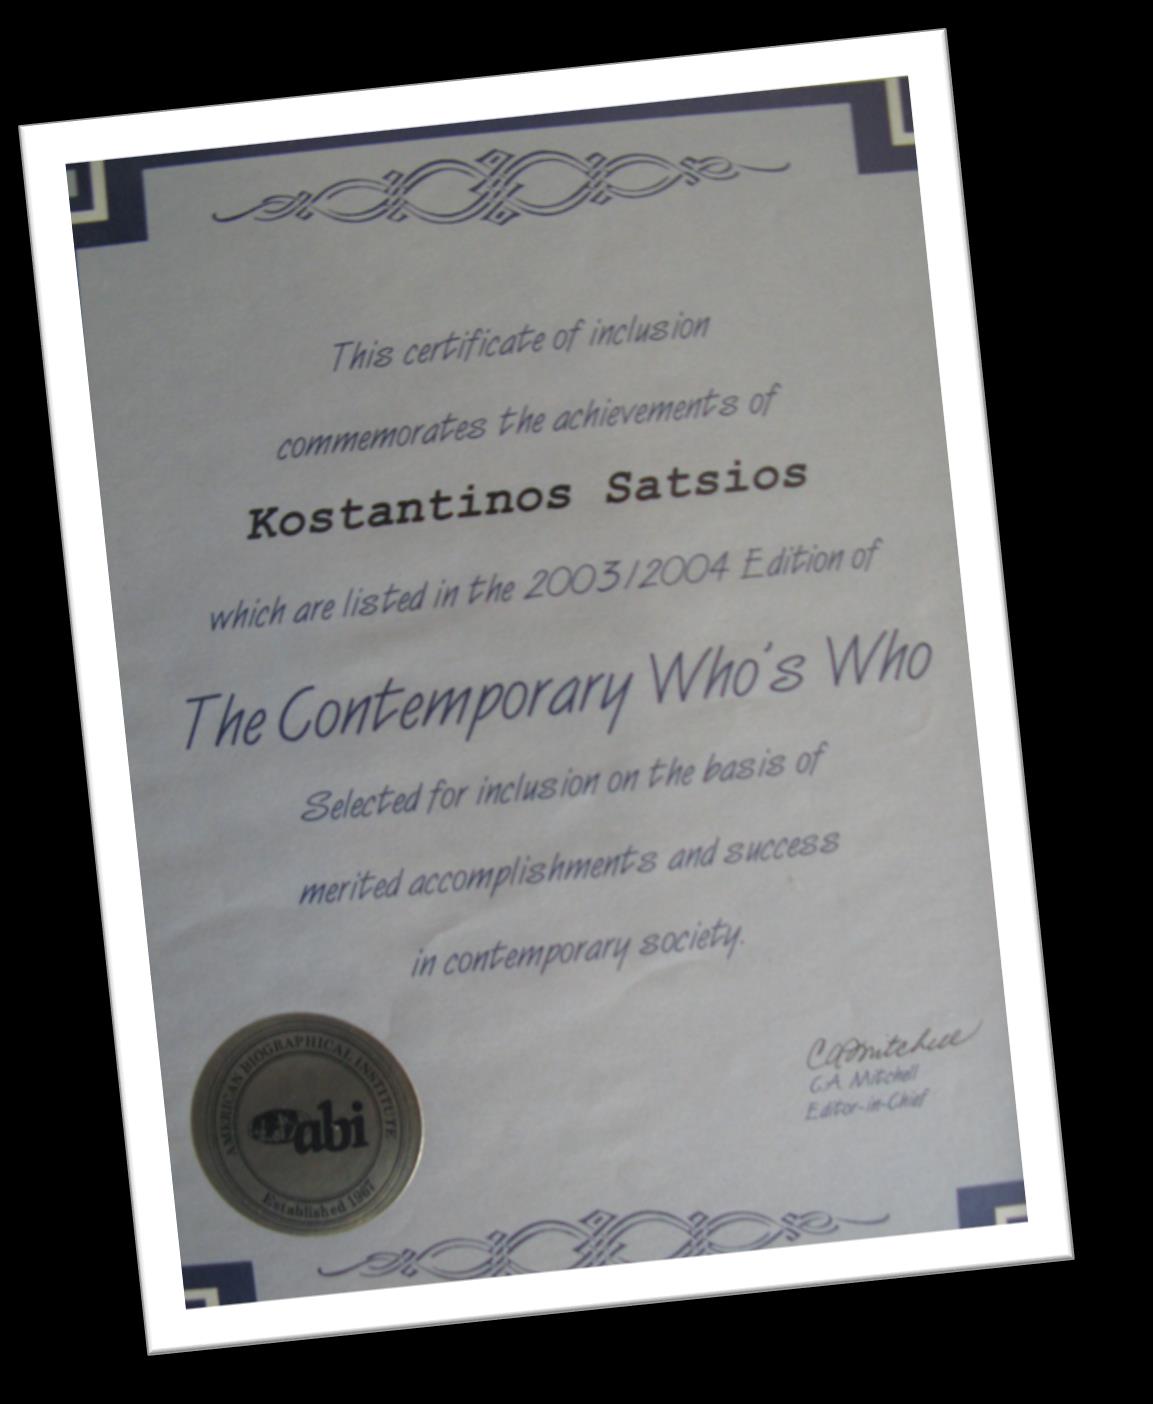 This certificate of inclusion
commemorates the achievements of
Kostantinos Satsios
which are listed in the 2003/2004 Edition of
The Contemporary Who's Who
Selected for inclusion on the basis of
merited accomplishments and success
in contemporary society.
AMERICAN BIOGRAPHICAL INSTITUTE
abi
Established 1967
CAMitchell
C.A. Mitchell
Editor-in-Chief